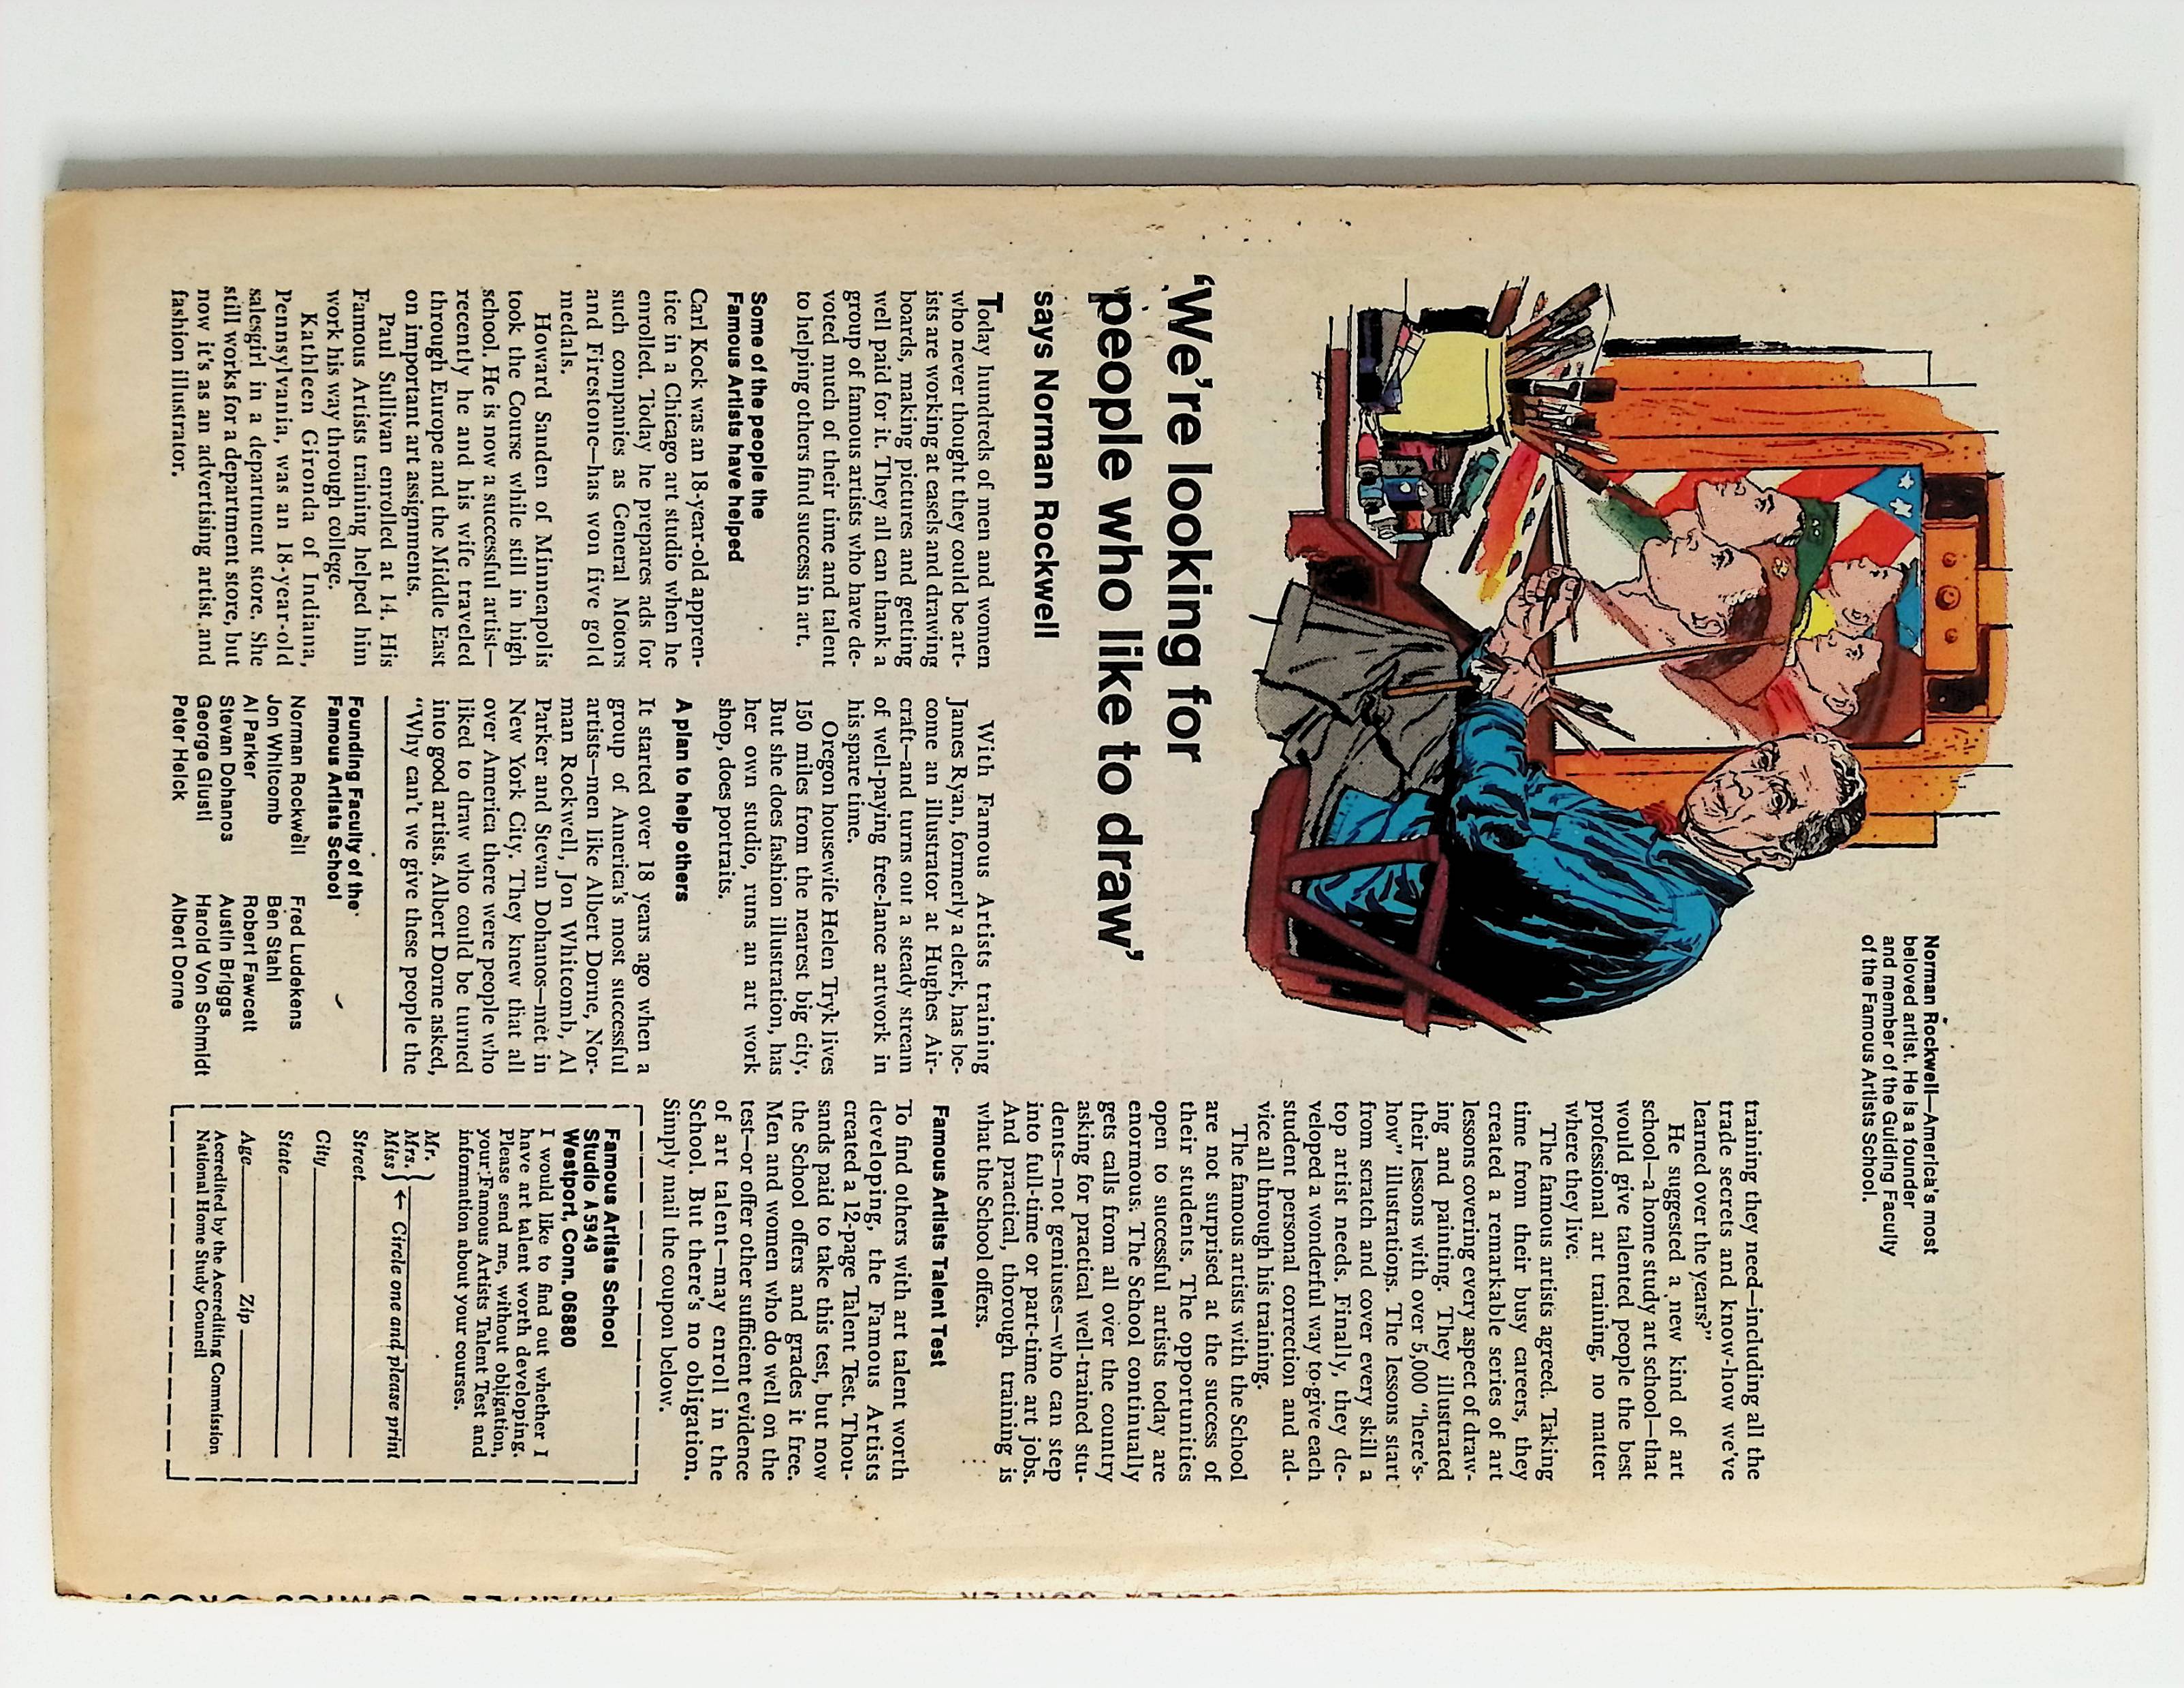 Norman Rockwell—America's most
beloved artist. He is a founder
and member of the Guiding Faculty
of the Famous Artists School.
'We're looking for
people who like to draw'
says Norman Rockwell
Today hundreds of men and women
who never thought they could be art-
ists are working at easels and drawing
boards, making pictures and getting
well paid for it. They all can thank a
group of famous artists who have de-
voted much of their time and talent
to helping others find success in art.
Some of the people the
Famous Artists have helped
Carl Kock was an 18-year-old appren-
tice in a Chicago art studio when he
enrolled. Today he prepares ads for
such companies as General Motors
and Firestone—has won five gold
medals.
Howard Sanden of Minneapolis
took the Course while still in high
school. He is now a successful artist—
recently he and his wife traveled
through Europe and the Middle East
on important art assignments.
Paul Sullivan enrolled at 14. His
Famous Artists training helped him
work his way through college.
Kathleen Gironda of Indiana,
Pennsylvania, was an 18-year-old
salesgirl in a department store. She
still works for a department store, but
now it's as an advertising artist and
fashion illustrator.
With Famous Artists training
James Ryan, formerly a clerk, has be-
come an illustrator at Hughes Air-
craft—and turns out a steady stream
of well-paying free-lance artwork in
his spare time.
Oregon housewife Helen Tryk lives
150 miles from the nearest big city.
But she does fashion illustration, has
her own studio, runs an art work
shop, does portraits.
A plan to help others
It started over 18 years ago when a
group of America's most successful
artists—men like Albert Dorne, Nor-
man Rockwell, Jon Whitcomb, Al
Parker and Stevan Dohanos—met in
New York City. They knew that all
over America there were people who
liked to draw who could be turned
into good artists. Albert Dorne asked,
"Why can't we give these people the
Founding Faculty of the
Famous Artists School
Norman Rockwell
Jon Whitcomb
Al Parker
Stevan Dohanos
George Giusti
Peter Helck
Fred Ludekens
Ben Stahl
Robert Fawcett
Austin Briggs
Harold Von Schmidt
Albert Dorne
training they need—including all the
trade secrets and know-how we've
learned over the years?"
He suggested a new kind of art
school—a home study art school—that
would give talented people the best
professional art training, no matter
where they live.
The famous artists agreed. Taking
time from their busy careers, they
created a remarkable series of art
lessons covering every aspect of draw-
ing and painting. They illustrated
their lessons with over 5,000 "here's-
how" illustrations. The lessons start
from scratch and cover every skill a
top artist needs. Finally, they de-
veloped a wonderful way to give each
student personal correction and ad-
vice all through his training.
The famous artists with the School
are not surprised at the success of
their students. The opportunities
open to successful artists today are
enormous: The School continually
gets calls from all over the country
asking for practical well-trained stu-
dents—not geniuses—who can step
into full-time or part-time art jobs.
And practical, thorough training is
what the School offers.
Famous Artists Talent Test
To find others with art talent worth
developing, the Famous Artists
created a 12-page Talent Test. Thou-
sands paid to take this test, but now
the School offers and grades it free.
Men and women who do well on the
test—or offer other sufficient evidence
of art talent—may enroll in the
School. But there's no obligation.
Simply mail the coupon below.
Famous Artists School
Studio A5949
Westport, Conn. 06880
I would like to find out whether I
have art talent worth developing.
Please send me, without obligation,
your Famous Artists Talent Test and
information about your courses.
Mr.
Mrs.
Miss ← Circle one and please print
Street
City
State
Age Zip
Accredited by the Accrediting Commission
National Home Study Council